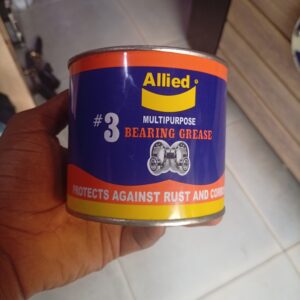 Allied
MULTIPURPOSE
#3 BEARING GREASE
PROTECTS AGAINST RUST AND